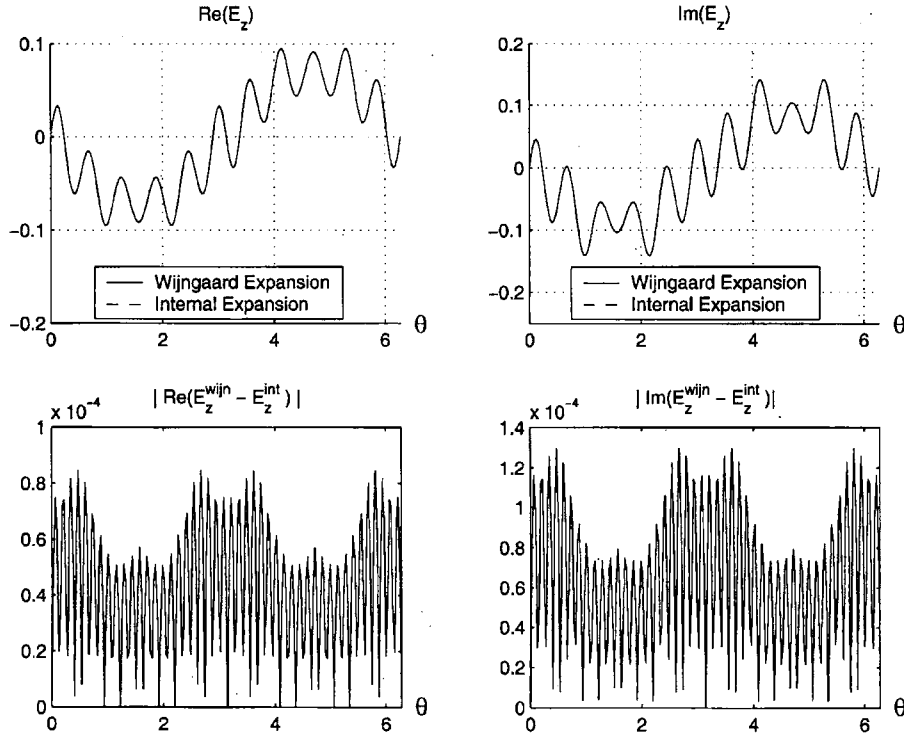 Re(E_z)
0.1
0
−0.1
−0.2
0 2 4 6 θ
Wijngaard Expansion
Internal Expansion
Im(E_z)
0.2
0.1
0
−0.1
−0.2
0 2 4 6 θ
Wijngaard Expansion
Internal Expansion
| Re(E_z^wijn − E_z^int ) |
x 10^-4
1
0.8
0.6
0.4
0.2
0
0 2 4 6 θ
| Im(E_z^wijn − E_z^int )|
x 10^-4
1.4
1.2
1
0.8
0.6
0.4
0.2
0
0 2 4 6 θ